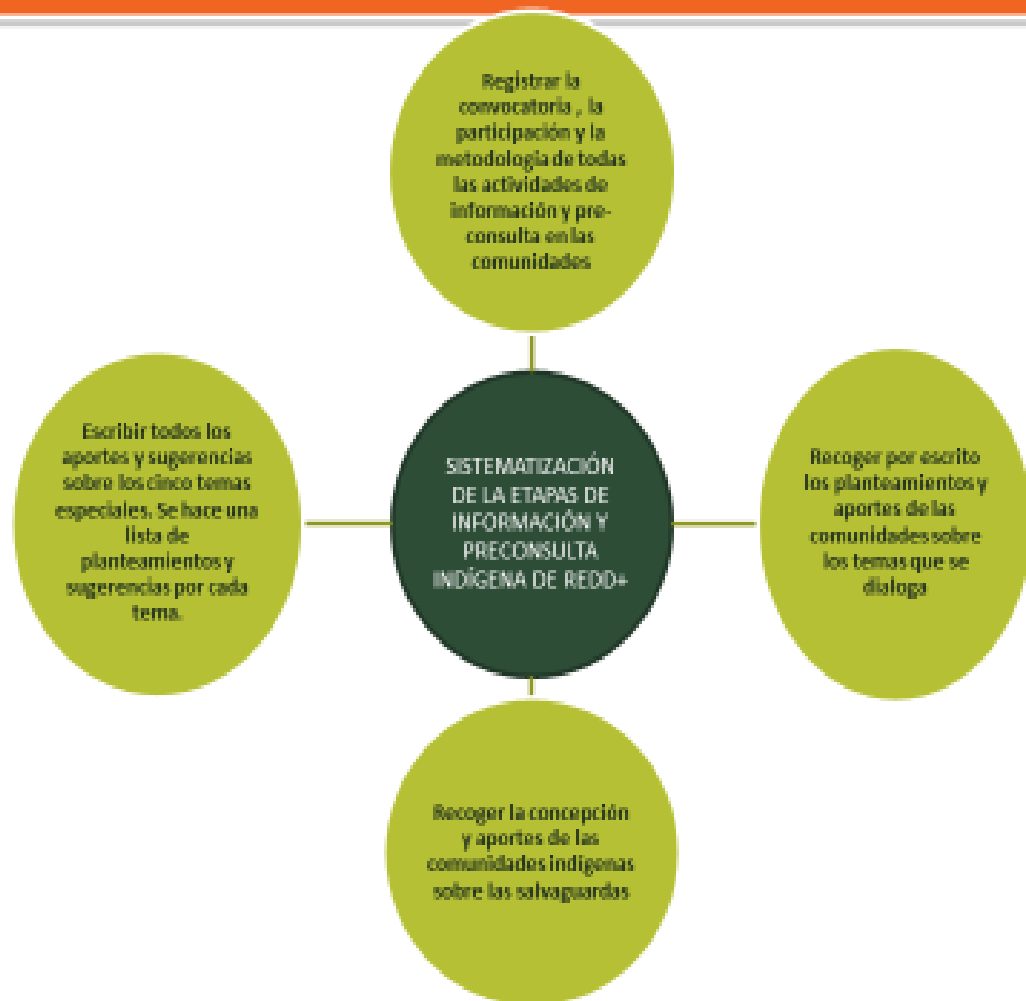 Registrar la
convocatoria , la
participación y la
metodología de todas
las actividades de
información y pre-
consulta en las
comunidades
Escribir todos los
aportes y sugerencias
sobre los cinco temas
especiales. Se hace una
lista de
planteamientos y
sugerencias por cada
tema.
SISTEMATIZACIÓN
DE LA ETAPAS DE
INFORMACIÓN Y
PRECONSULTA
INDÍGENA DE REDD+
Recoger por escrito
los planteamientos y
aportes de las
comunidades sobre
los temas que se
dialoga
Recoger la concepción
y aportes de las
comunidades indígenas
sobre las salvaguardas